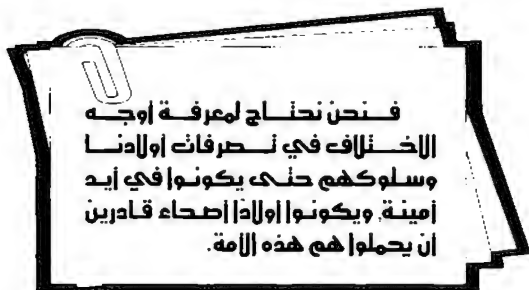 فنحن نحتاج لمعرفة أوجه
الاختلاف في تصرفات أولادنا
وسلوكهم حتى يكونوا في أيد
أمينة، ويكونوا أولادا أصحاء قادرين
أن يحملوا هم هذه الأمة.